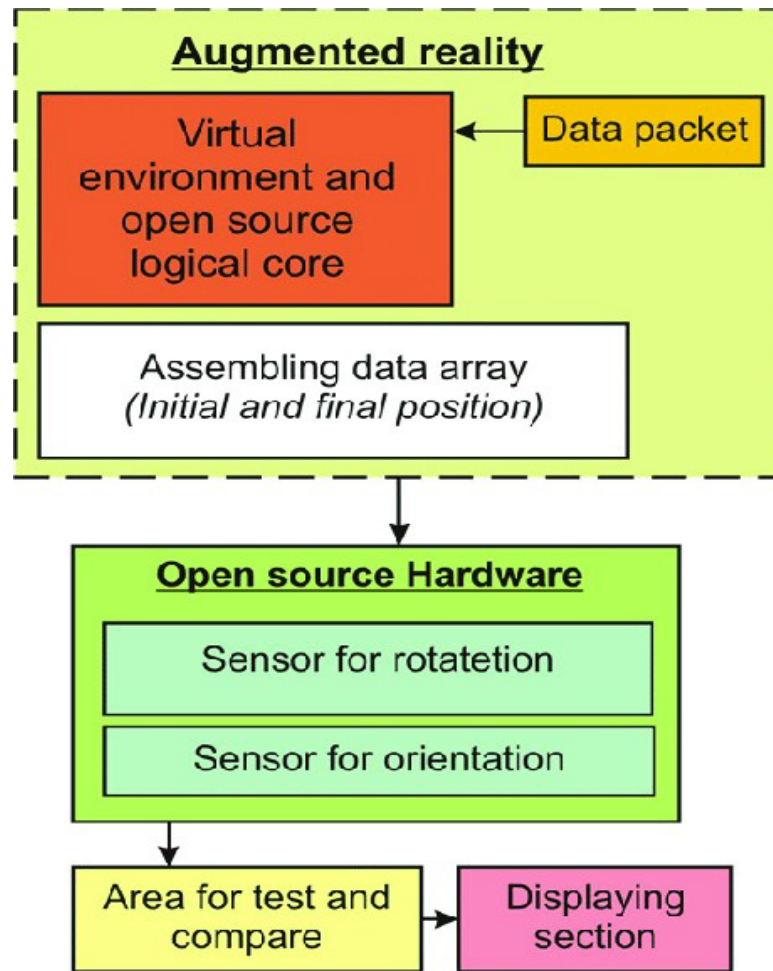 Augmented reality
Virtual
environment and
open source
logical core
Data packet
Assembling data array
(Initial and final position)
Open source Hardware
Sensor for rotatetion
Sensor for orientation
Area for test and
compare
Displaying
section